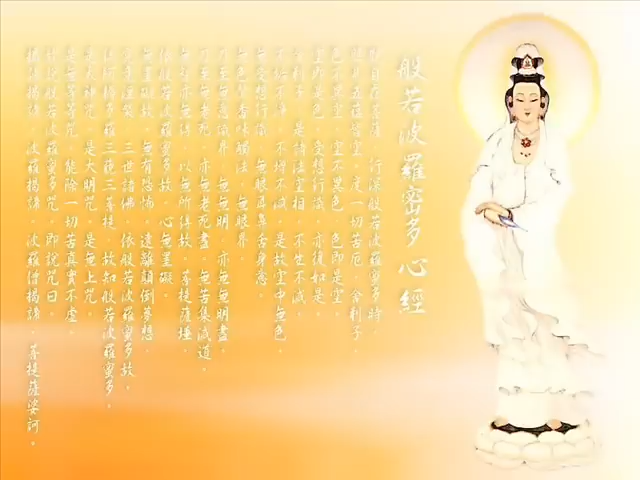 般若波羅密多心經
觀自在菩薩，行深般若波羅蜜多時，
照見五蘊皆空，度一切苦厄，舍利子，
色不異空，空不異色，色即是空，
空即是色，受想行識，亦復如是，
舍利子，是諸法空相，不生不滅，
不垢不淨，不增不減，是故空中無色，
無受想行識，無眼耳鼻舌身意，
無色聲香味觸法，無眼界，
乃至無意識界，無無明，亦無無明盡，
乃至無老死，亦無老死盡，無苦集滅道，
無智亦無得，以無所得故，菩提薩埵，
依般若波羅蜜多故，心無罣礙，
無罣礙故，無有恐怖，遠離顛倒夢想，
究竟涅槃，三世諸佛，依般若波羅蜜多故，
得阿耨多羅三藐三菩提，故知般若波羅蜜多，
是大神咒，是大明咒，是無上咒，
是無等等咒，能除一切苦真實不虛，
故說般若波羅蜜多咒，即說咒曰，
揭諦揭諦，波羅揭諦，波羅僧揭諦，菩提薩婆訶。